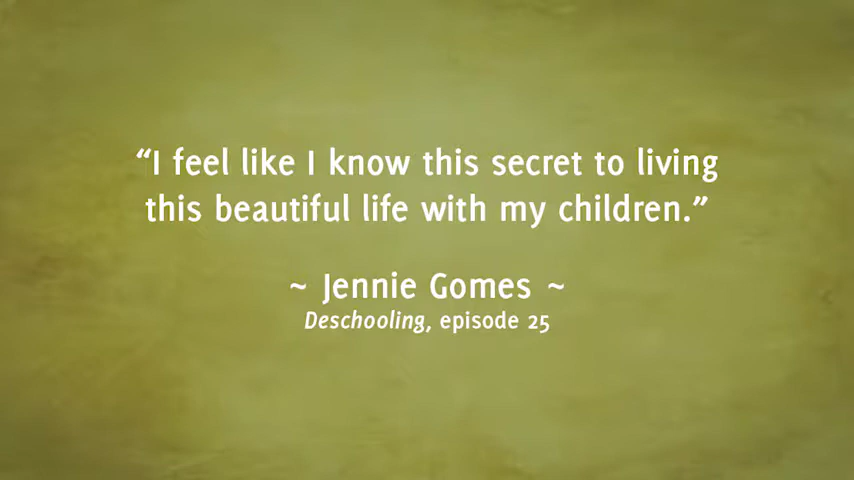 “I feel like I know this secret to living
this beautiful life with my children.”
~ Jennie Gomes ~
Deschooling, episode 25